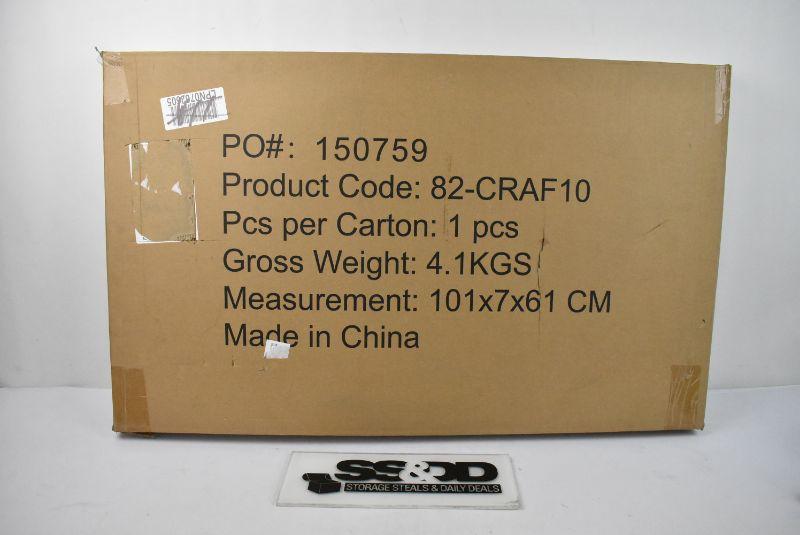 LPN0762605
PO#: 150759
Product Code: 82-CRAF10
Pcs per Carton: 1 pcs
Gross Weight: 4.1KGS
Measurement: 101x7x61 CM
Made in China
SS&DD
STORAGE STEALS & DAILY DEALS